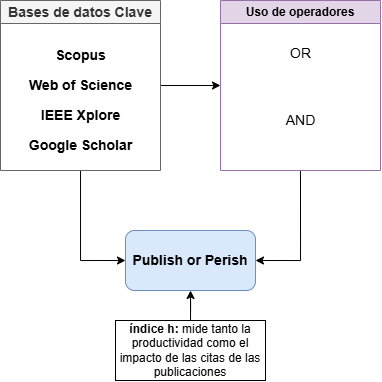 Bases de datos Clave
Scopus
Web of Science
IEEE Xplore
Google Scholar
Uso de operadores
OR
AND
Publish or Perish
índice h: mide tanto la
productividad como el
impacto de las citas de las
publicaciones